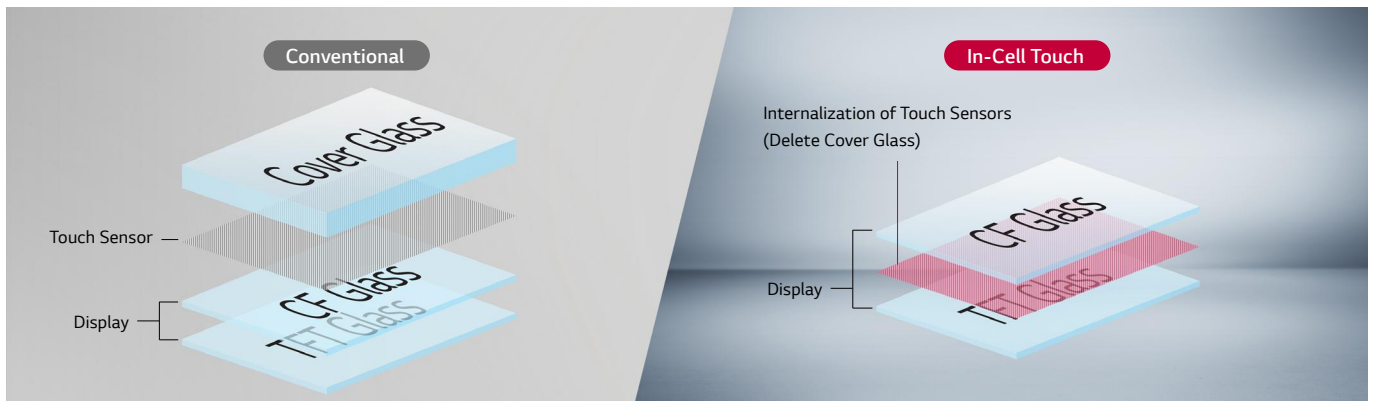 Conventional
Cover Glass
Touch Sensor
CF Glass
TFT Glass
Display
In-Cell Touch
Internalization of Touch Sensors
(Delete Cover Glass)
CF Glass
TFT Glass
Display